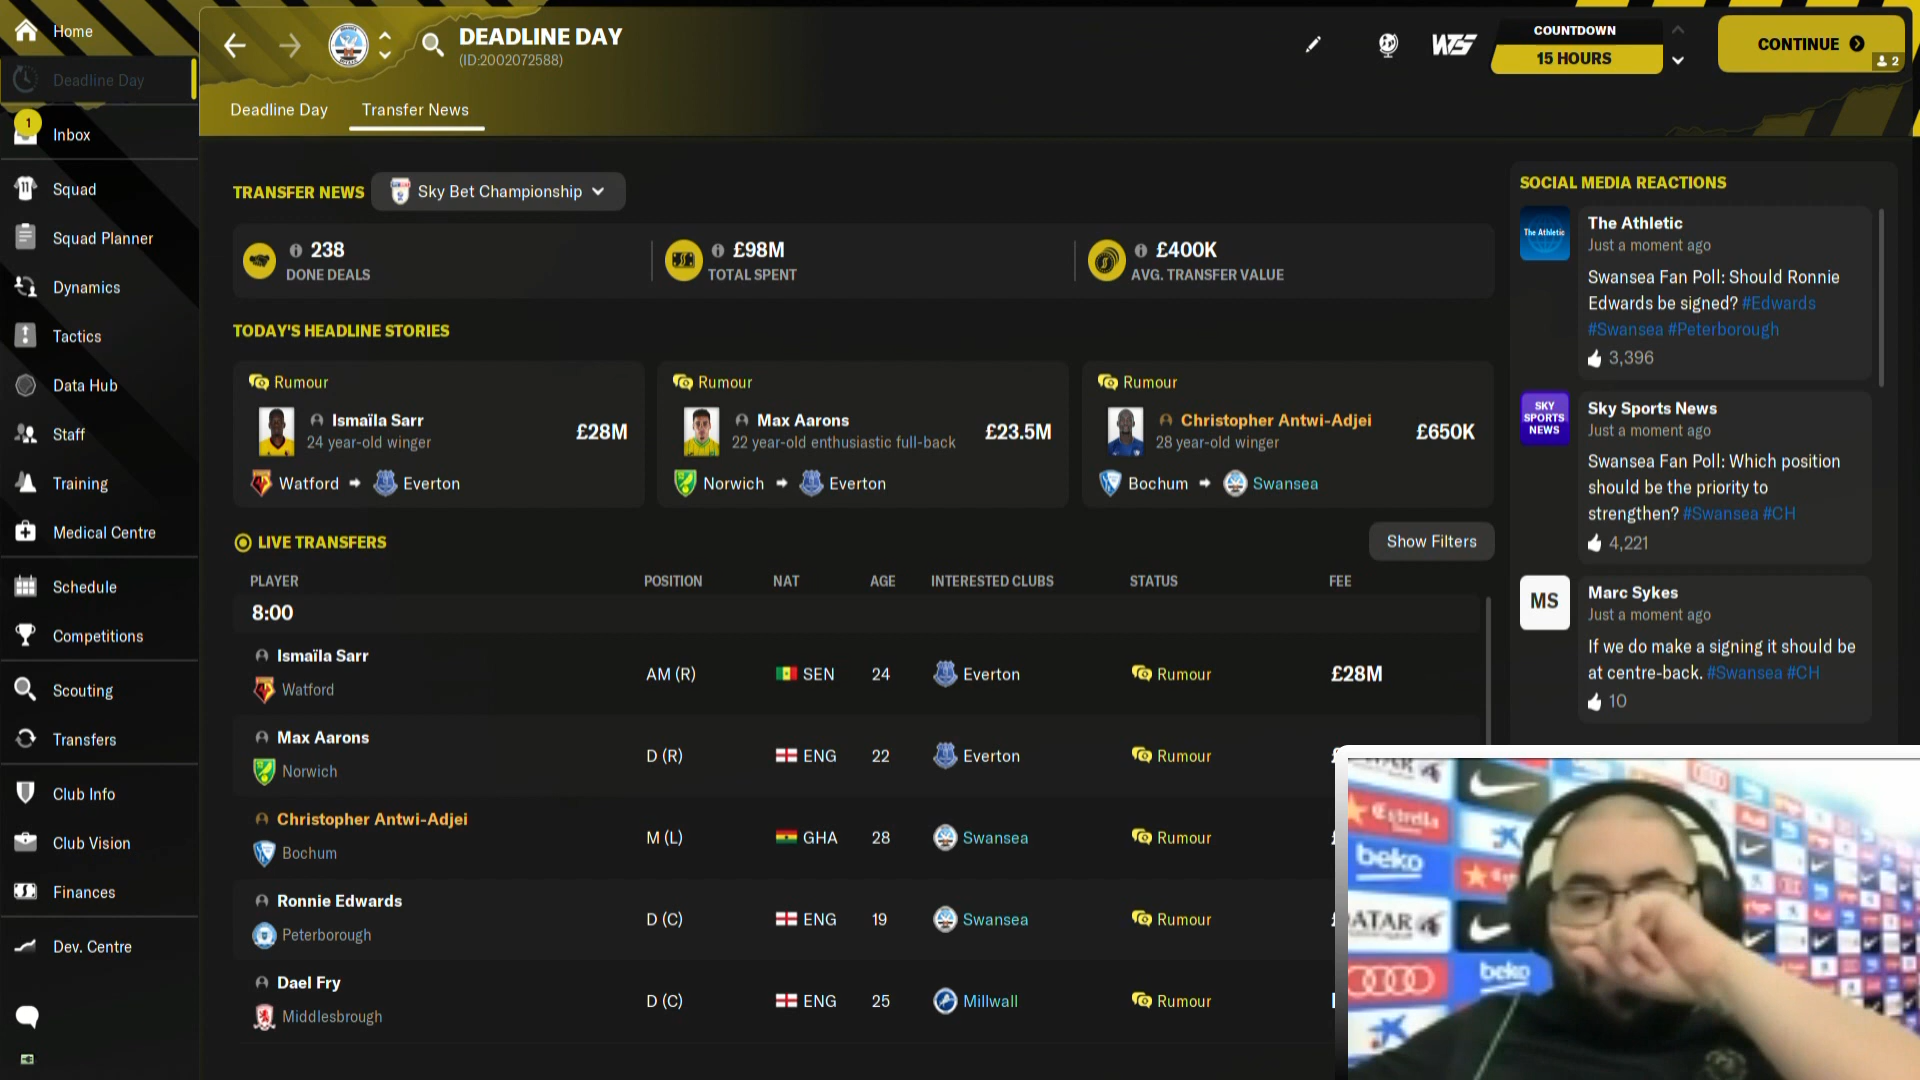 Home
Deadline Day
1
Inbox
Squad
Squad Planner
Dynamics
Tactics
Data Hub
Staff
Training
Medical Centre
Schedule
Competitions
Scouting
Transfers
Club Info
Club Vision
Finances
Dev. Centre
DEADLINE DAY
(ID:2002072588)
COUNTDOWN
15 HOURS
CONTINUE
2
Deadline Day
Transfer News
TRANSFER NEWS
Sky Bet Championship
238
DONE DEALS
£98M
TOTAL SPENT
£400K
AVG. TRANSFER VALUE
TODAY'S HEADLINE STORIES
Rumour
Ismaïla Sarr
24 year-old winger
£28M
Watford
Everton
Rumour
Max Aarons
22 year-old enthusiastic full-back
£23.5M
Norwich
Everton
Rumour
Christopher Antwi-Adjei
28 year-old winger
£650K
Bochum
Swansea
LIVE TRANSFERS
Show Filters
PLAYER POSITION NAT AGE INTERESTED CLUBS STATUS FEE
8:00
Ismaïla Sarr
Watford
AM (R) SEN 24 Everton Rumour £28M
Max Aarons
Norwich
D (R) ENG 22 Everton Rumour
Christopher Antwi-Adjei
Bochum
M (L) GHA 28 Swansea Rumour
Ronnie Edwards
Peterborough
D (C) ENG 19 Swansea Rumour
Dael Fry
Middlesbrough
D (C) ENG 25 Millwall Rumour
SOCIAL MEDIA REACTIONS
The Athletic
The Athletic
Just a moment ago
Swansea Fan Poll: Should Ronnie
Edwards be signed? #Edwards
#Swansea #Peterborough
3,396
SKY
SPORTS
NEWS
Sky Sports News
Just a moment ago
Swansea Fan Poll: Which position
should be the priority to
strengthen? #Swansea #CH
4,221
MS
Marc Sykes
Just a moment ago
If we do make a signing it should be
at centre-back. #Swansea #CH
10
Estrella
beko
QATAR
beko